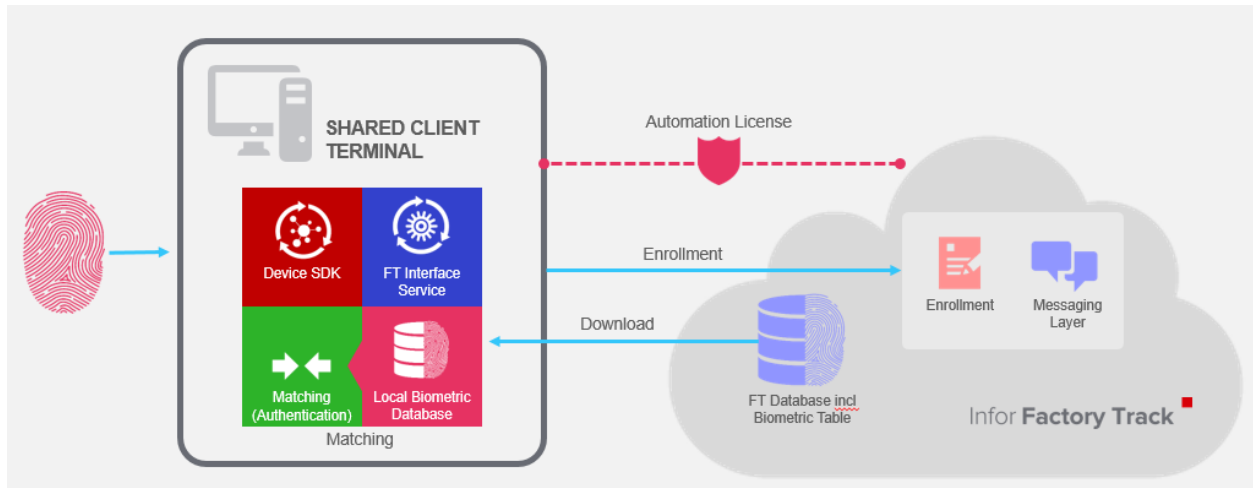 SHARED CLIENT
TERMINAL
Automation License
Device SDK
FT Interface
Service
Enrollment
Enrollment
Messaging
Layer
Download
Matching
(Authentication)
Local Biometric
Database
Matching
FT Database incl
Biometric Table
Infor Factory Track